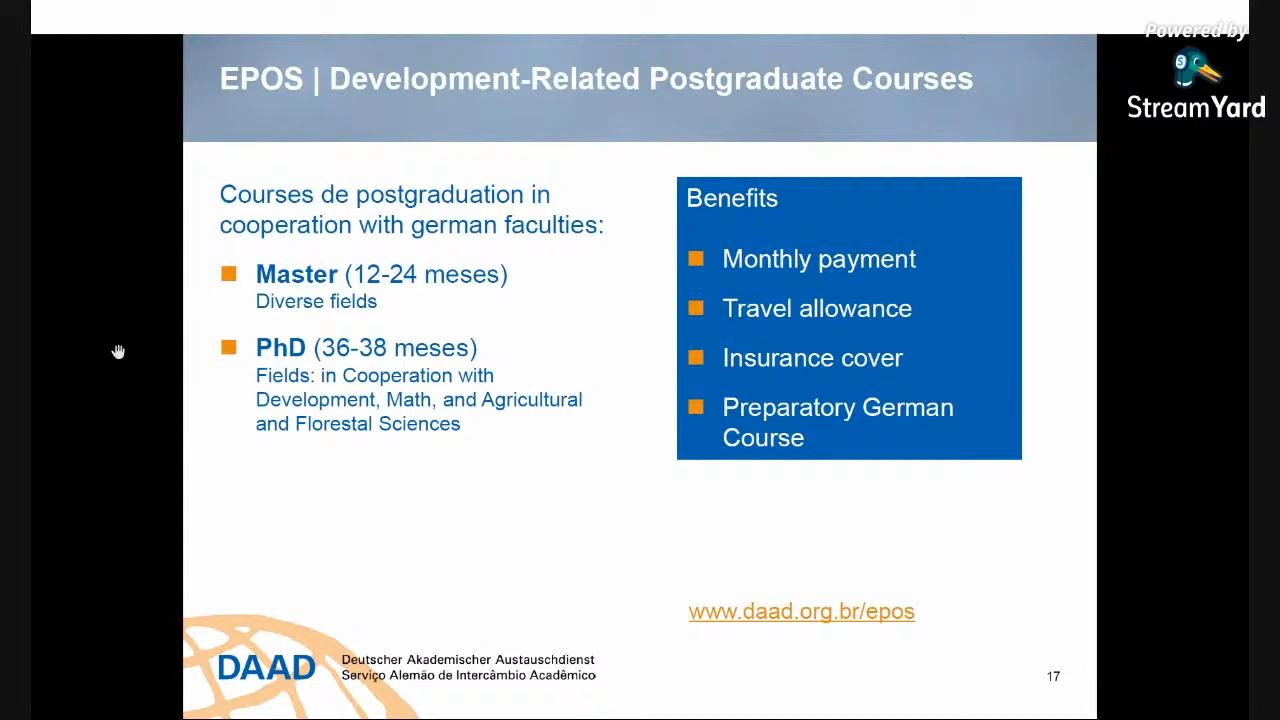 Powered by
StreamYard
EPOS | Development-Related Postgraduate Courses
Courses de postgraduation in
cooperation with german faculties:
Master (12-24 meses)
Diverse fields
PhD (36-38 meses)
Fields: in Cooperation with
Development, Math, and Agricultural
and Florestal Sciences
Benefits
Monthly payment
Travel allowance
Insurance cover
Preparatory German
Course
www.daad.org.br/epos
DAAD
Deutscher Akademischer Austauschdienst
Serviço Alemão de Intercâmbio Acadêmico
17